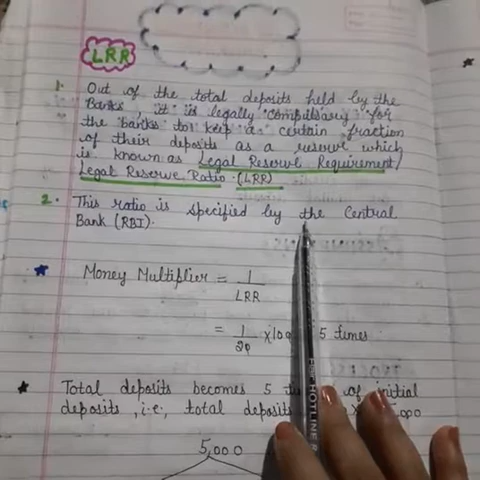 LRR
1. Out of the total deposits held by the
Banks, it is legally compulsary for
the banks to keep a certain fraction
of their deposits as a reserve which
is known as Legal Reserve Requirement/
Legal Reserve Ratio (LRR)
2. This ratio is specified by the Central
Bank (RBI).
Money Multiplier = 1
LRR
= 1 × 5 times
20
Total deposits becomes 5 of initial
deposits, i.e, total deposits
5,000